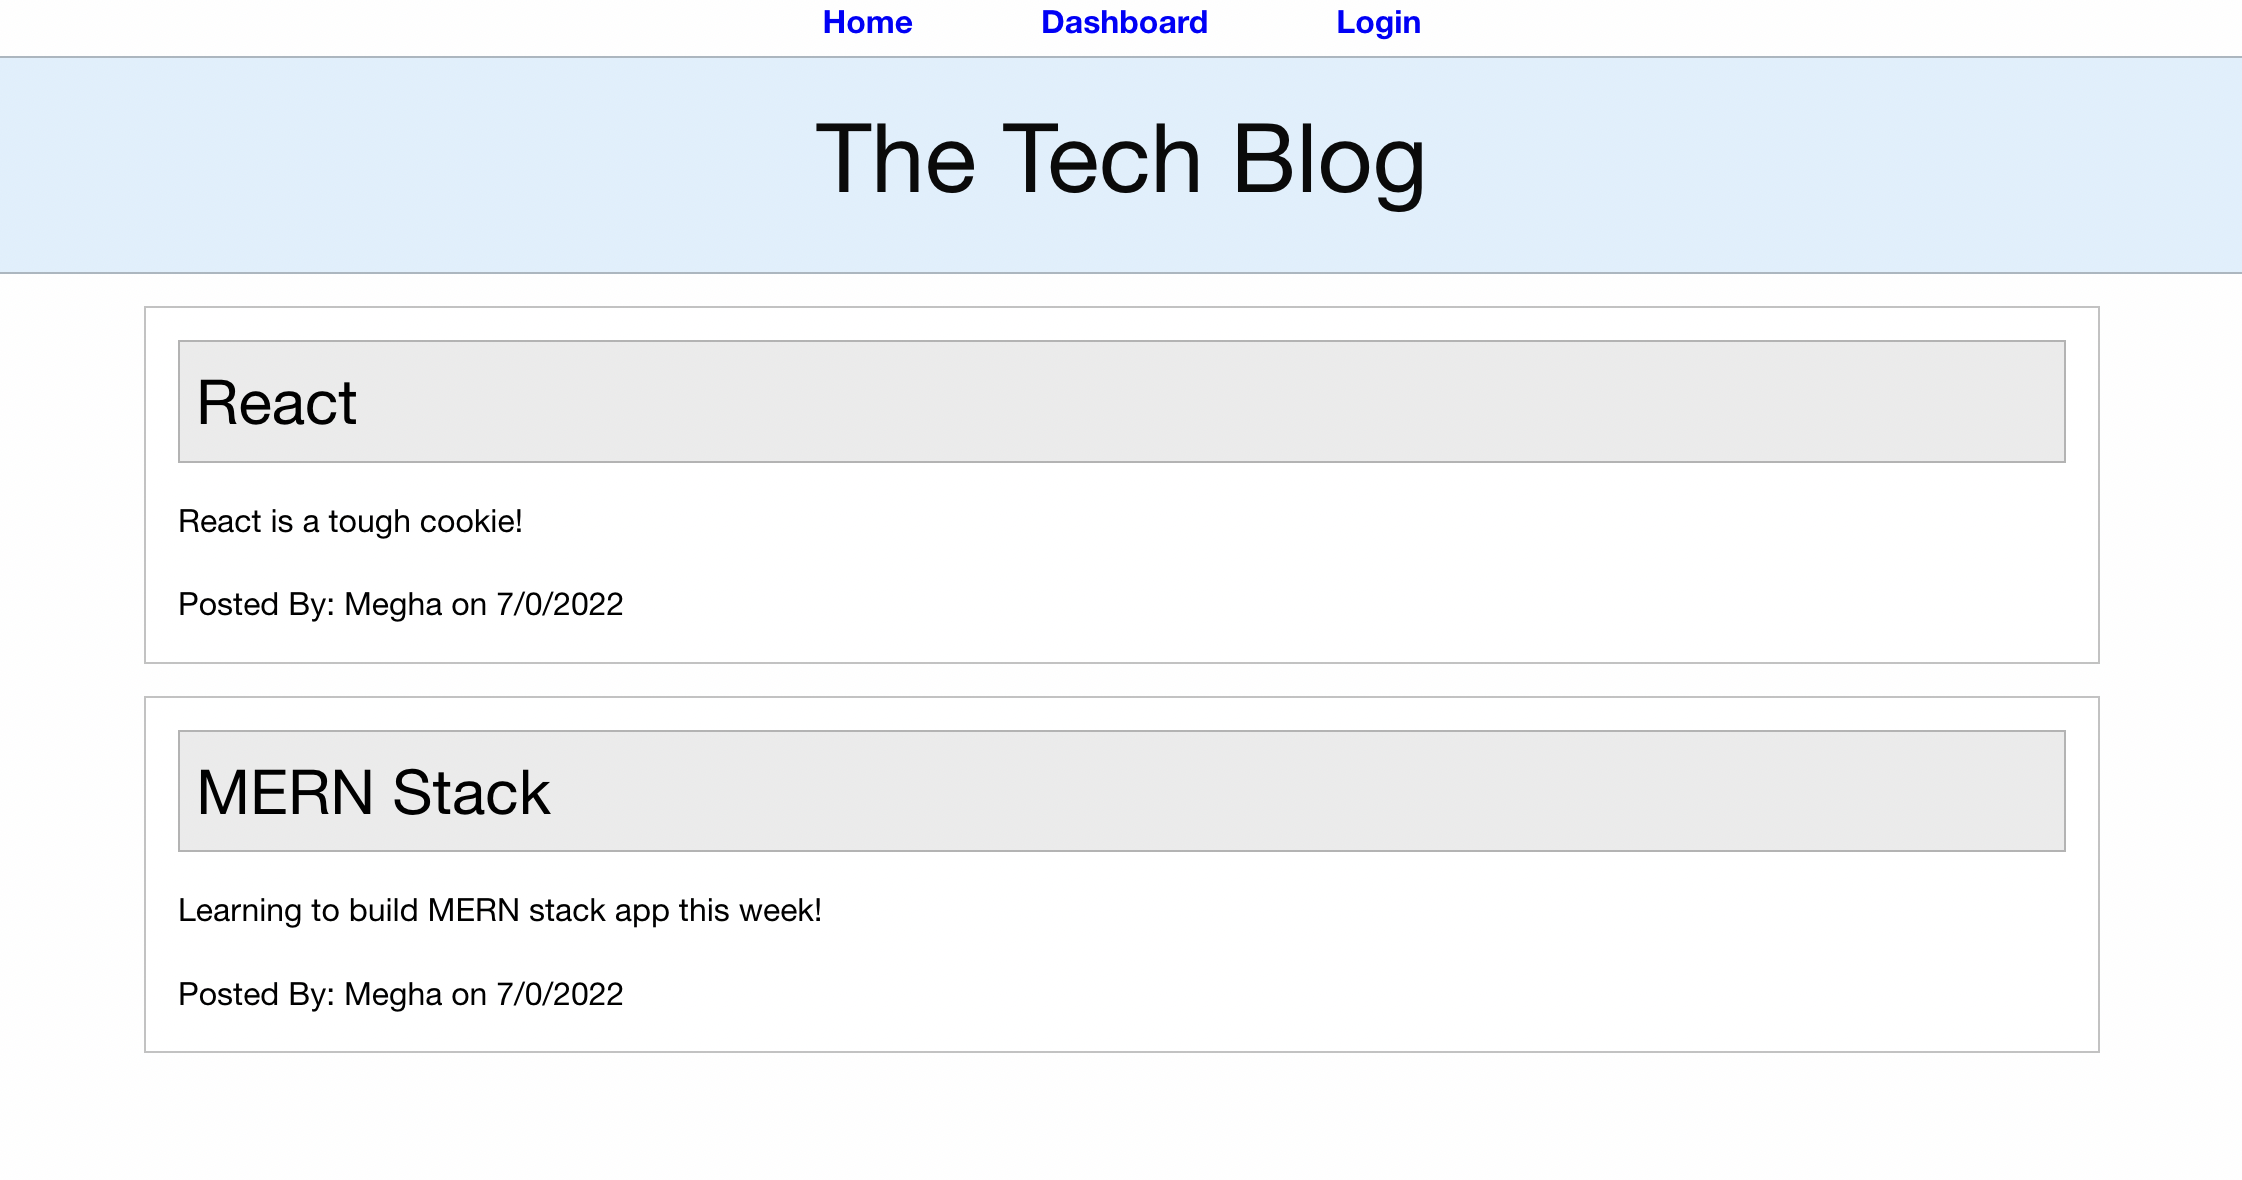 Home Dashboard Login
The Tech Blog
React
React is a tough cookie!
Posted By: Megha on 7/0/2022
MERN Stack
Learning to build MERN stack app this week!
Posted By: Megha on 7/0/2022